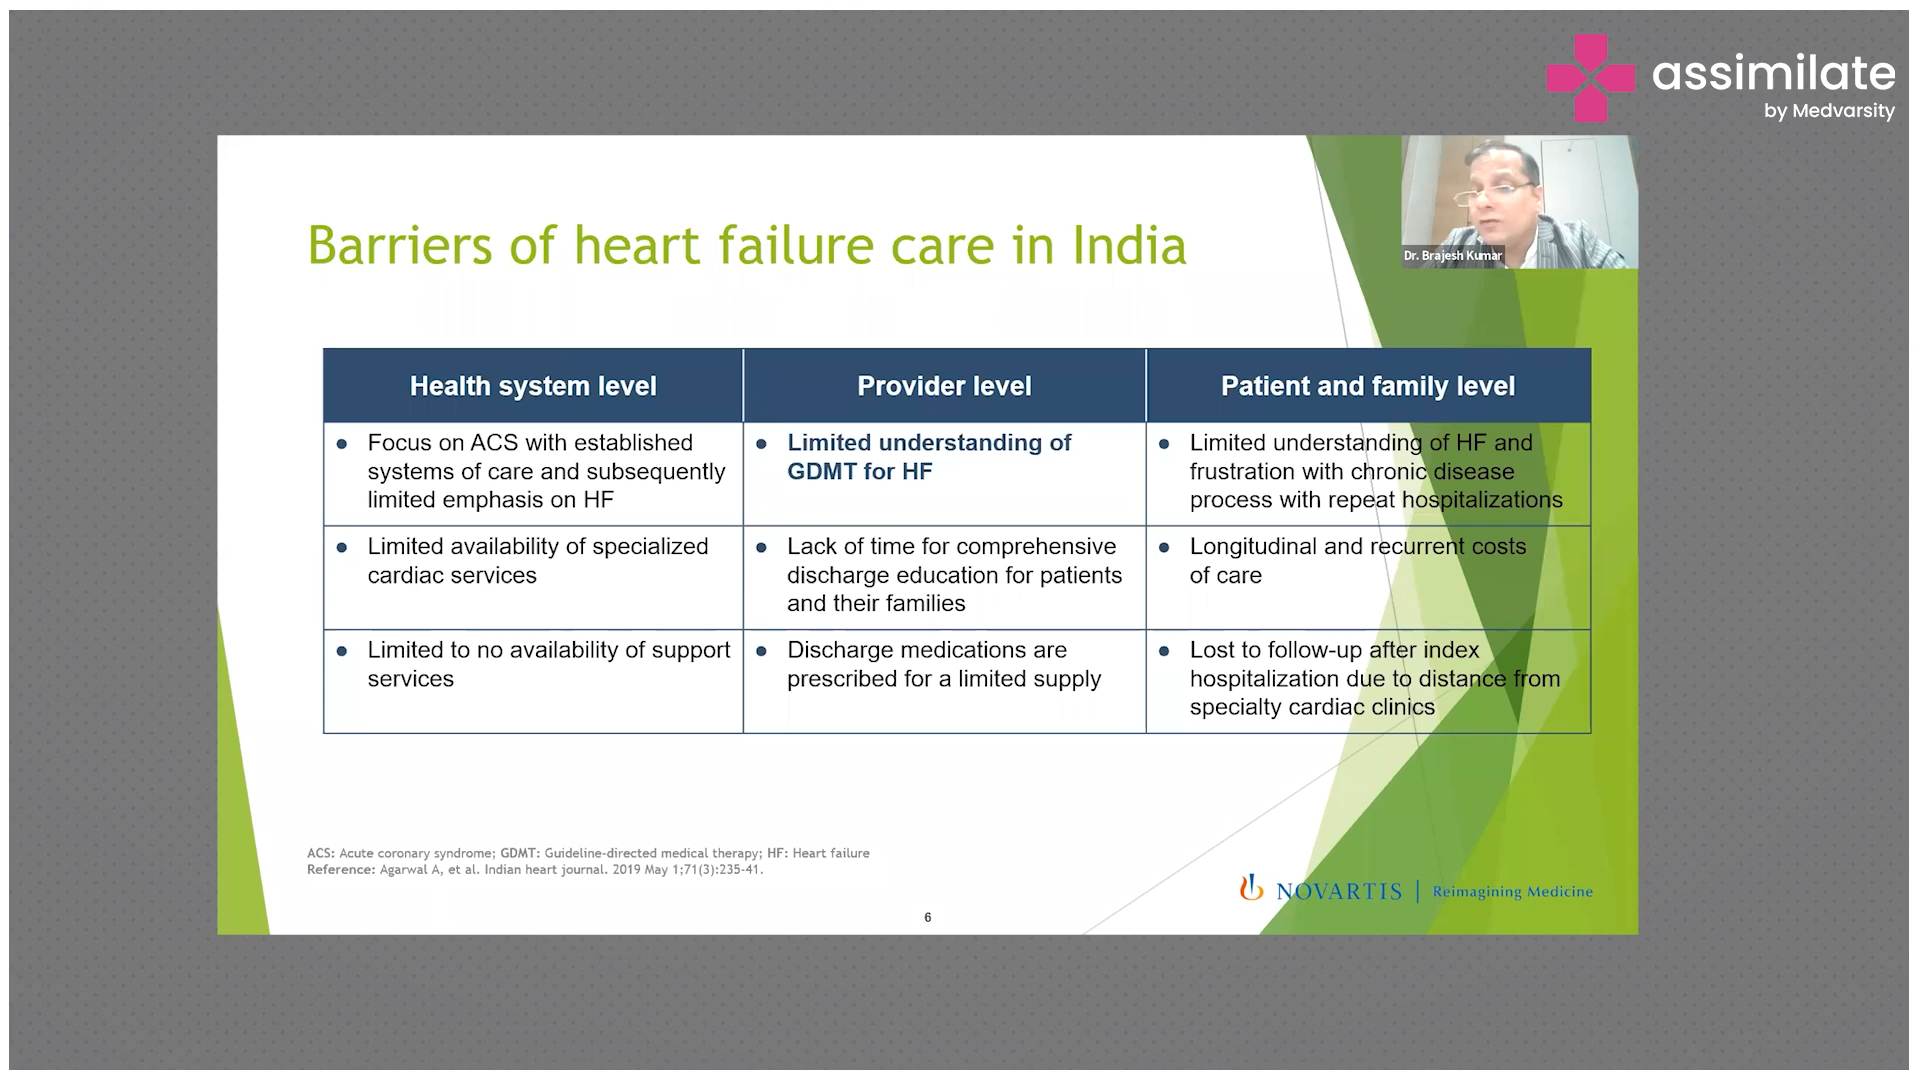 assimilate
by Medvarsity
Dr. Brajesh Kumar
Barriers of heart failure care in India
Health system level
Provider level
Patient and family level
● Focus on ACS with established
systems of care and subsequently
limited emphasis on HF
● Limited understanding of
GDMT for HF
● Limited understanding of HF and
frustration with chronic disease
process with repeat hospitalizations
● Limited availability of specialized
cardiac services
● Lack of time for comprehensive
discharge education for patients
and their families
● Longitudinal and recurrent costs
of care
● Limited to no availability of support
services
● Discharge medications are
prescribed for a limited supply
● Lost to follow-up after index
hospitalization due to distance from
specialty cardiac clinics
ACS: Acute coronary syndrome; GDMT: Guideline-directed medical therapy; HF: Heart failure
Reference: Agarwal A, et al. Indian heart journal. 2019 May 1;71(3):235-41.
NOVARTIS | Reimagining Medicine
6